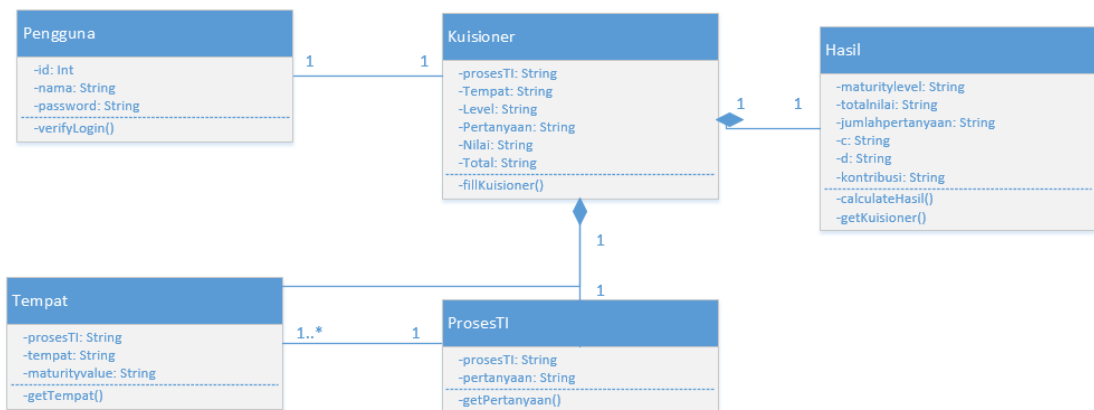 Pengguna
-id: Int
-nama: String
-password: String
-verifyLogin()
1
1
Kuisioner
-prosesTI: String
-Tempat: String
-Level: String
-Pertanyaan: String
-Nilai: String
-Total: String
-fillKuisioner()
1
1
Hasil
-maturitylevel: String
-totalnilai: String
-jumlahpertanyaan: String
-c: String
-d: String
-kontribusi: String
-calculateHasil()
-getKuisioner()
1
1
Tempat
-prosesTI: String
-tempat: String
-maturityvalue: String
-getTempat()
1..*
1
ProsesTI
-prosesTI: String
-pertanyaan: String
-getPertanyaan()